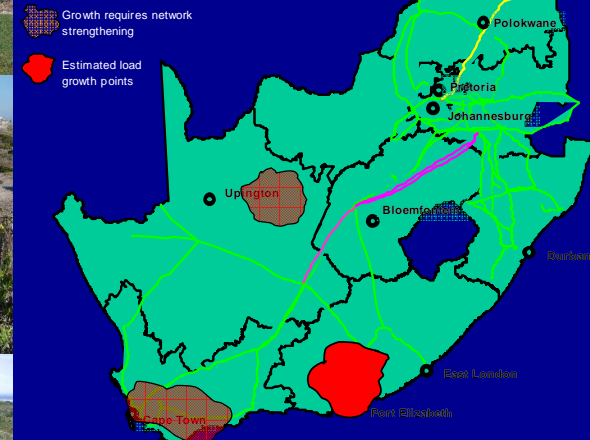 Growth requires network
strengthening
Estimated load
growth points
Polokwane
Pretoria
Johannesburg
Upington
Bloemfontein
Durban
East London
Port Elizabeth
Cape Town